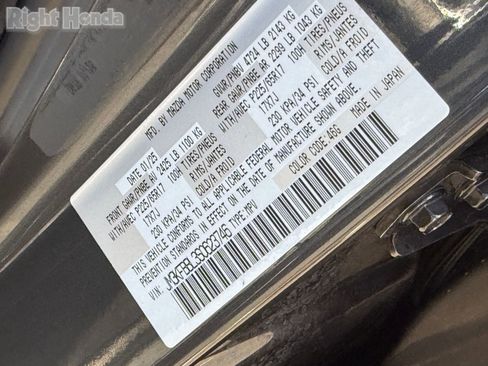 Right Honda
MFG. BY MAZDA MOTOR CORPORATION
DATE: 01/25 GVWR/PNBV 4724 LB 2143 KG
FRONT GAWR/PNBE AV 2425 LB 1100 KG REAR GAWR/PNBE AR 2299 LB 1043 KG
WITH/AVEC P225/65R17 100H TIRES/PNEUS WITH/AVEC P225/65R17 100H TIRES/PNEUS
17X7J RIMS/JANTES 17X7J RIMS/JANTES
230 KPA/34 PSI COLD/A FROID 230 KPA/34 PSI COLD/A FROID
THIS VEHICLE CONFORMS TO ALL APPLICABLE FEDERAL MOTOR VEHICLE SAFETY AND THEFT
PREVENTION STANDARDS IN EFFECT ON THE DATE OF MANUFACTURE SHOWN ABOVE.
VIN: TYPE:MPV COLOR CODE:46G MADE IN JAPAN